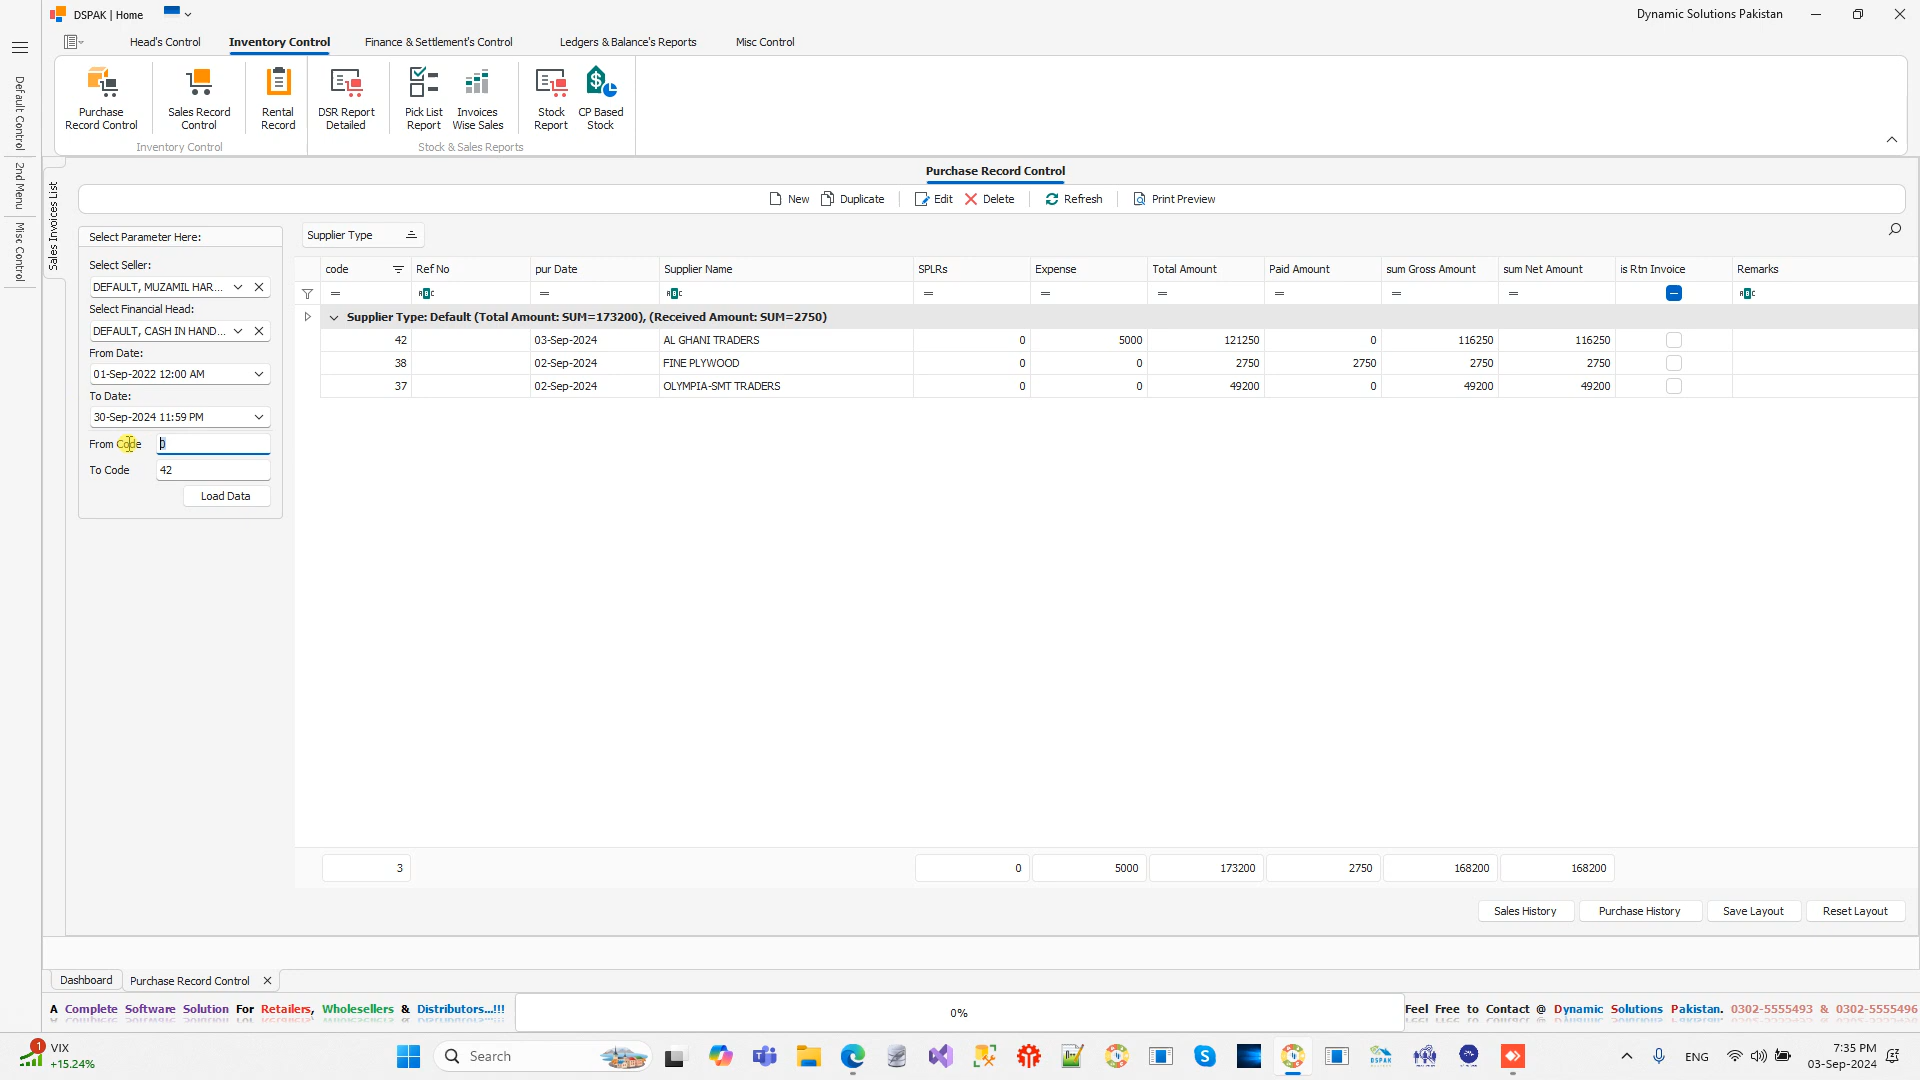 DSPAK | Home
Dynamic Solutions Pakistan
Head's Control
Inventory Control
Finance & Settlement's Control
Ledgers & Balance's Reports
Misc Control
Purchase Record Control
Sales Record Control
Rental Record
DSR Report Detailed
Pick List Report
Invoices Wise Sales
Stock Report
CP Based Stock
Inventory Control
Stock & Sales Reports
Default Control
2nd Menu
Misc Control
Sales Invoices List
Purchase Record Control
New
Duplicate
Edit
Delete
Refresh
Print Preview
Select Parameter Here:
Select Seller:
DEFAULT, MUZAMIL HAR...
Select Financial Head:
DEFAULT, CASH IN HAND...
From Date:
01-Sep-2022 12:00 AM
To Date:
30-Sep-2024 11:59 PM
From Code 0
To Code 42
Load Data
Supplier Type
code Ref No pur Date Supplier Name SPLRs Expense Total Amount Paid Amount sum Gross Amount sum Net Amount is Rtn Invoice Remarks
Supplier Type: Default (Total Amount: SUM=173200), (Received Amount: SUM=2750)
42 03-Sep-2024 AL GHANI TRADERS 0 5000 121250 0 116250 116250
38 02-Sep-2024 FINE PLYWOOD 0 0 2750 2750 2750 2750
37 02-Sep-2024 OLYMPIA-SMT TRADERS 0 0 49200 0 49200 49200
3 0 5000 173200 2750 168200 168200
Sales History
Purchase History
Save Layout
Reset Layout
Dashboard
Purchase Record Control
A Complete Software Solution For Retailers, Wholesellers & Distributors...!!!
0%
Feel Free to Contact @ Dynamic Solutions Pakistan. 0302-5555493 & 0302-5555496
1
VIX
+15.24%
Search
ENG
7:35 PM
03-Sep-2024